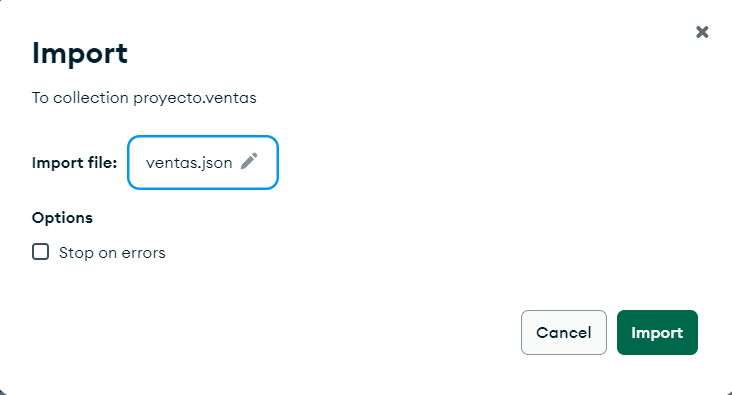 Import
To collection proyecto.ventas
Import file: ventas.json
Options
Stop on errors
Cancel Import